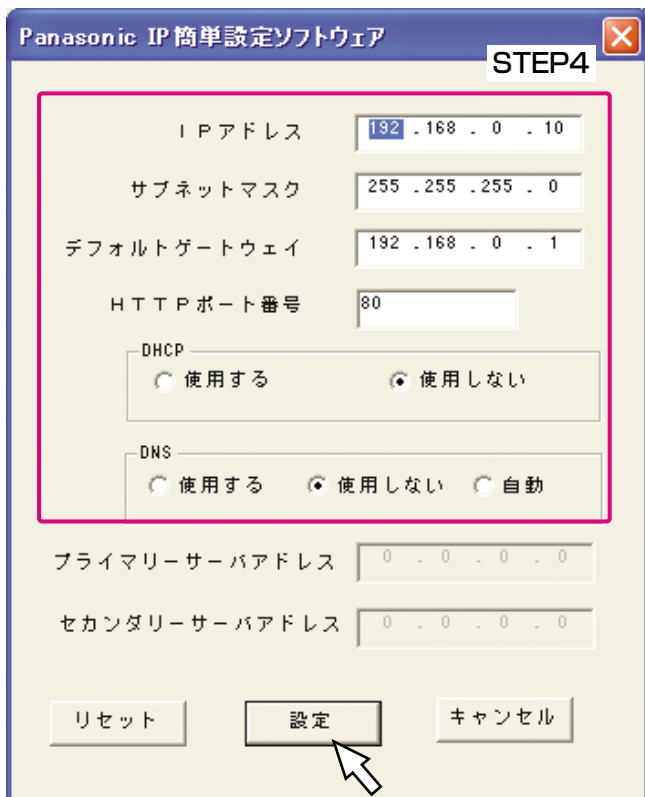 Panasonic IP簡単設定ソフトウェア
STEP4
IPアドレス 192 .168 . 0 . 10
サブネットマスク 255 .255 .255 . 0
デフォルトゲートウェイ 192 .168 . 0 . 1
HTTPポート番号 80
DHCP
使用する 使用しない
DNS
使用する 使用しない 自動
プライマリーサーバアドレス 0 . 0 . 0 . 0
セカンダリーサーバアドレス 0 . 0 . 0 . 0
リセット 設定 キャンセル